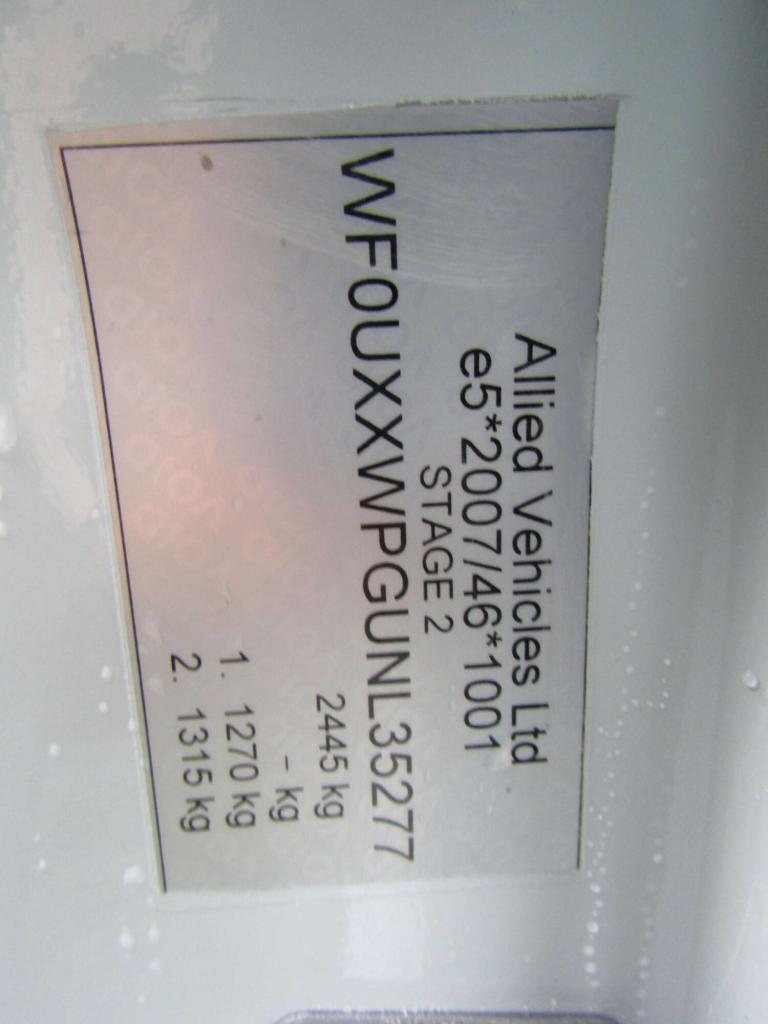 Allied Vehicles Ltd
e5*2007/46*1001
STAGE 2
WF0UXXWPGUNL35277
2445 kg
- kg
1. 1270 kg
2. 1315 kg